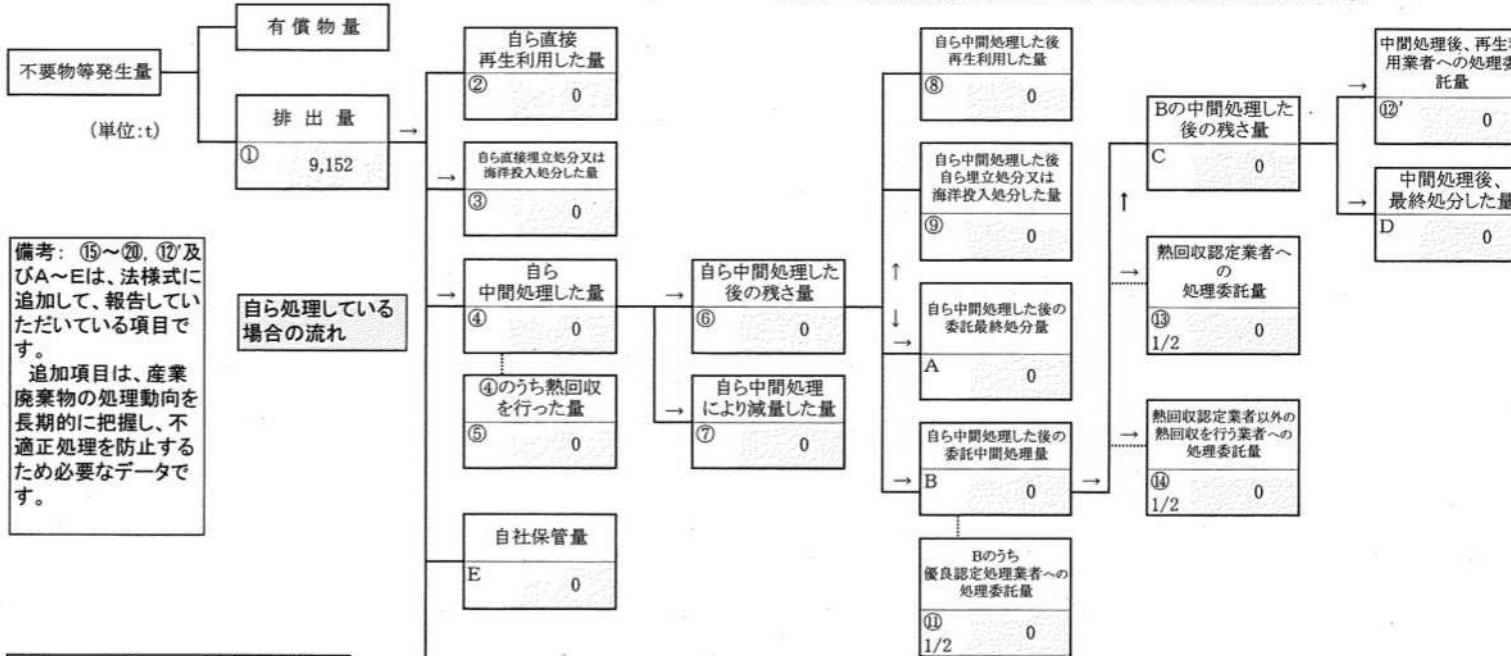 有 償 物 量
不要物等発生量
(単位:t)
排 出 量
①
9,152
備考: ⑮～⑳, ⑫'及
びA～Eは、法様式に
追加して、報告してい
ただいている項目で
す。
追加項目は、産業
廃棄物の処理動向を
長期的に把握し、不
適正処理を防止する
ため必要なデータで
す。
自ら処理している
場合の流れ
自ら直接
再生利用した量
②
0
自ら直接埋立処分又は
海洋投入処分した量
③
0
自ら
中間処理した量
④
0
④のうち熱回収
を行った量
⑤
0
自社保管量
E
0
自ら中間処理した
後の残さ量
⑥
0
自ら中間処理
により減量した量
⑦
0
自ら中間処理した後
再生利用した量
⑧
0
自ら中間処理した後
自ら埋立処分又は
海洋投入処分した量
⑨
0
自ら中間処理した後の
委託最終処分量
A
0
自ら中間処理した後の
委託中間処理量
B
0
Bのうち
優良認定処理業者への
処理委託量
⑪
1/2
0
Bの中間処理した
後の残さ量
C
0
熱回収認定業者へ
の
処理委託量
⑬
1/2
0
熱回収認定業者以外の
熱回収を行う業者への
処理委託量
⑭
1/2
0
中間処理後、再生
用業者への処理委
託量
⑫'
0
中間処理後、
最終処分した量
D
0